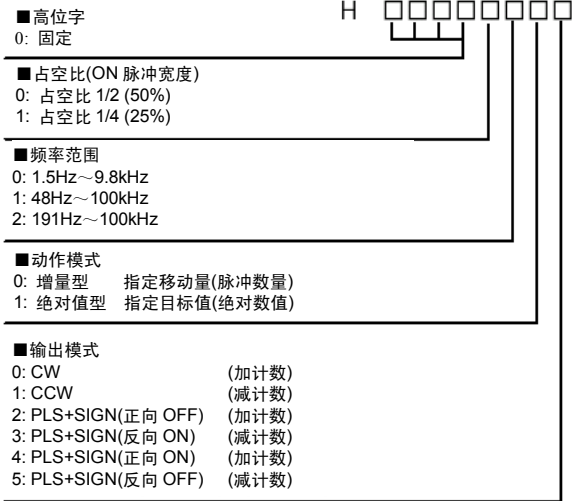 H □□□□□□□□
■高位字
0: 固定
■占空比(ON 脉冲宽度)
0: 占空比 1/2 (50%)
1: 占空比 1/4 (25%)
■频率范围
0: 1.5Hz～9.8kHz
1: 48Hz～100kHz
2: 191Hz～100kHz
■动作模式
0: 增量型 指定移动量(脉冲数量)
1: 绝对值型 指定目标值(绝对数值)
■输出模式
0: CW (加计数)
1: CCW (减计数)
2: PLS+SIGN(正向 OFF) (加计数)
3: PLS+SIGN(反向 ON) (减计数)
4: PLS+SIGN(正向 ON) (加计数)
5: PLS+SIGN(反向 OFF) (减计数)